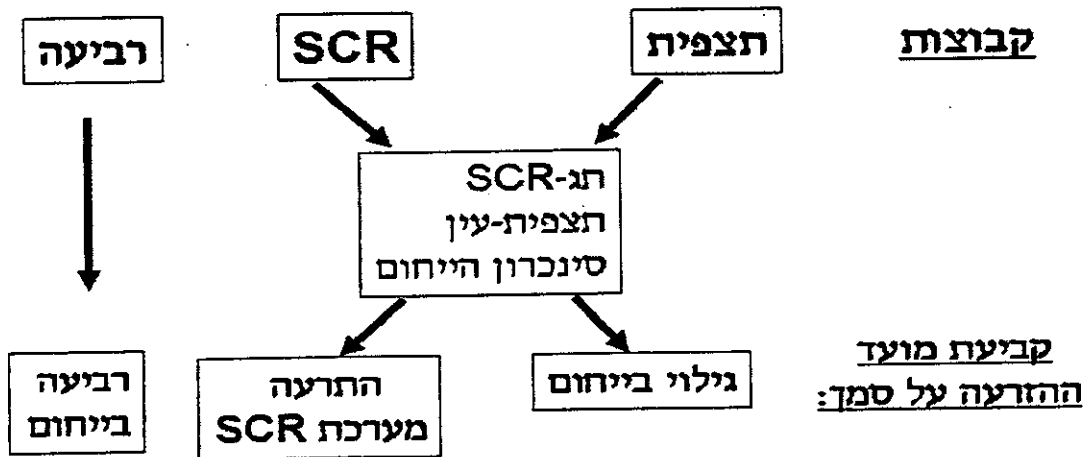 קבוצות
תצפית
SCR
רביעה
תג-SCR
תצפית-עין
סינכרון הייחום
קביעת מועד
ההזרעה על סמך:
גילוי בייחום
התרעה
מערכת SCR
רביעה
בייחום